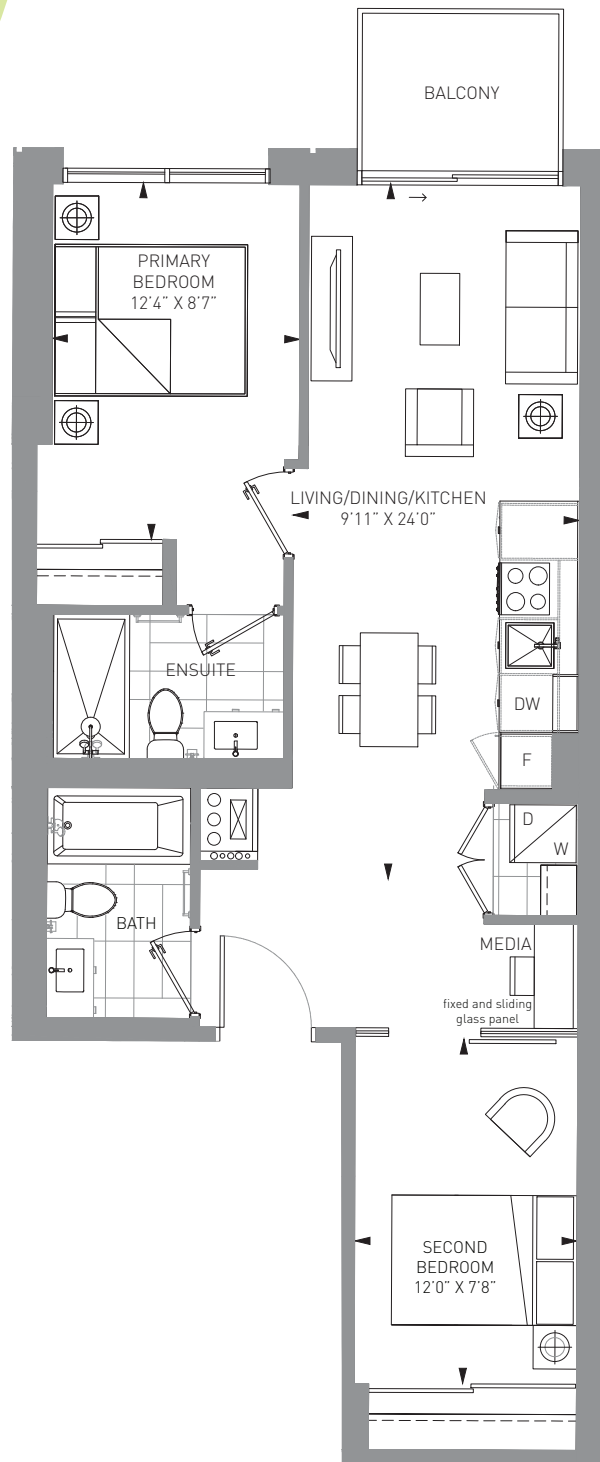 BALCONY
PRIMARY
BEDROOM
12'4" X 8'7"
LIVING/DINING/KITCHEN
9'11" X 24'0"
ENSUITE
DW
F
D
W
BATH
MEDIA
fixed and sliding
glass panel
SECOND
BEDROOM
12'0" X 7'8"